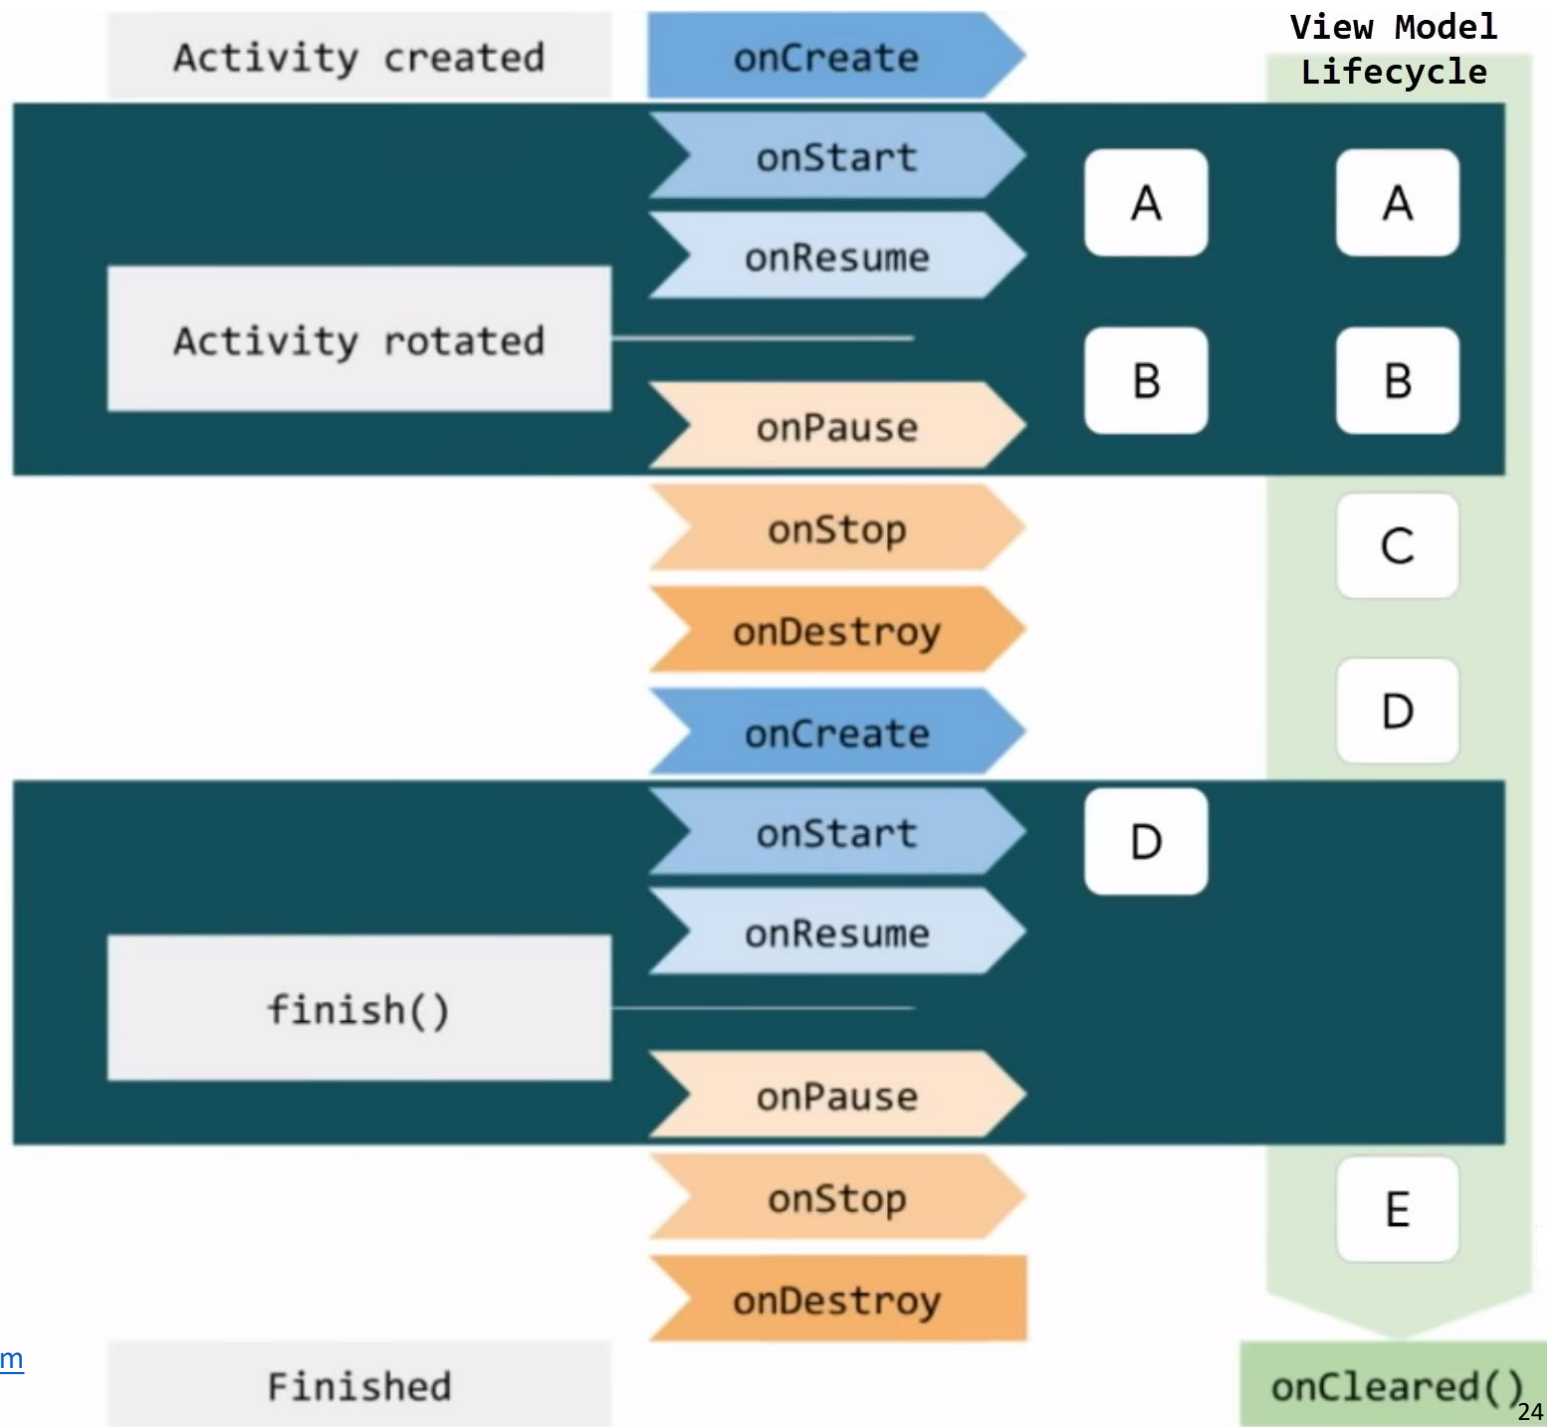 Activity created
onCreate
View Model
Lifecycle
onStart
A
A
onResume
Activity rotated
B
B
onPause
onStop
C
onDestroy
D
onCreate
onStart
D
onResume
finish()
onPause
onStop
E
onDestroy
m
Finished
onCleared()
24